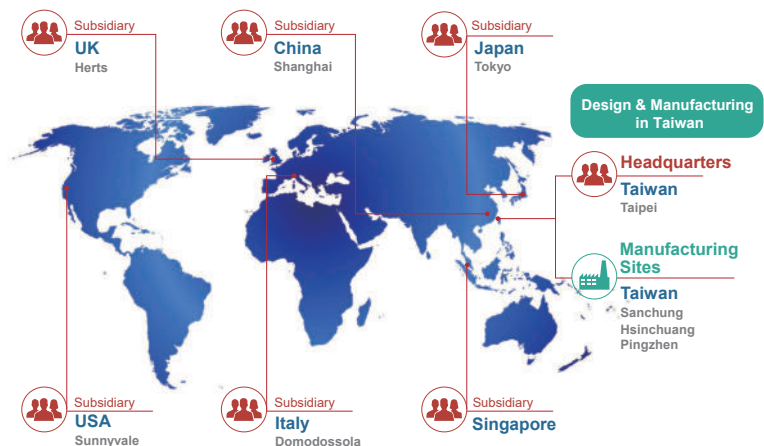 Subsidiary
UK
Herts
Subsidiary
China
Shanghai
Subsidiary
Japan
Tokyo
Design & Manufacturing
in Taiwan
Headquarters
Taiwan
Taipei
Manufacturing
Sites
Taiwan
Sanchung
Hsinchuang
Pingzhen
Subsidiary
USA
Sunnyvale
Subsidiary
Italy
Domodossola
Subsidiary
Singapore